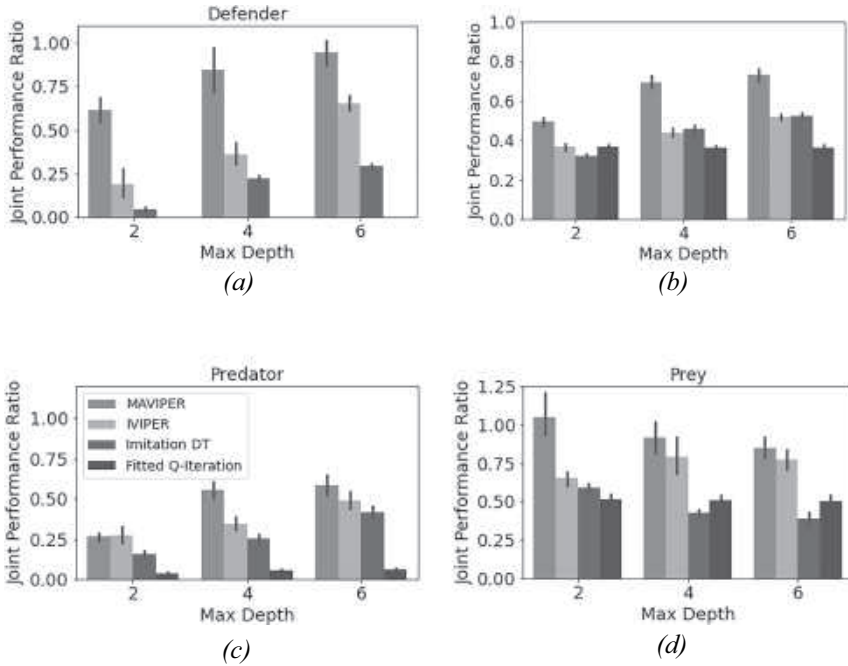 Defender
Joint Performance Ratio
1.00
0.75
0.50
0.25
0.00
2 4 6
Max Depth
(a)
Joint Performance Ratio
1.0
0.8
0.6
0.4
0.2
0.0
2 4 6
Max Depth
(b)
Predator
Joint Performance Ratio
1.00
0.75
0.50
0.25
0.00
MAVIPER
IVIPER
Imitation DT
Fitted Q-Iteration
2 4 6
Max Depth
(c)
Prey
Joint Performance Ratio
1.25
1.00
0.75
0.50
0.25
0.00
2 4 6
Max Depth
(d)